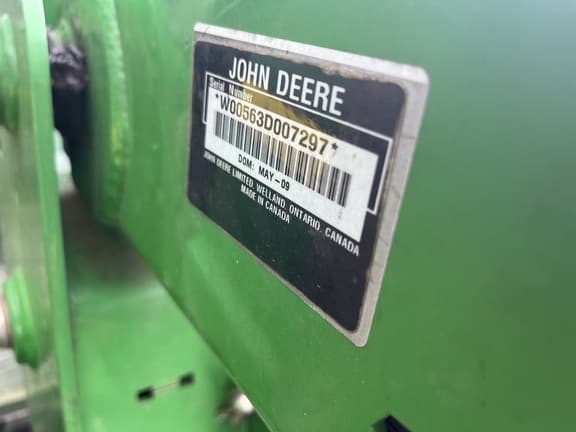 JOHN DEERE
Serial Number
*W00563D007297*
DOM: MAY-09
JOHN DEERE LIMITED, WELLAND, ONTARIO, CANADA
MADE IN CANADA